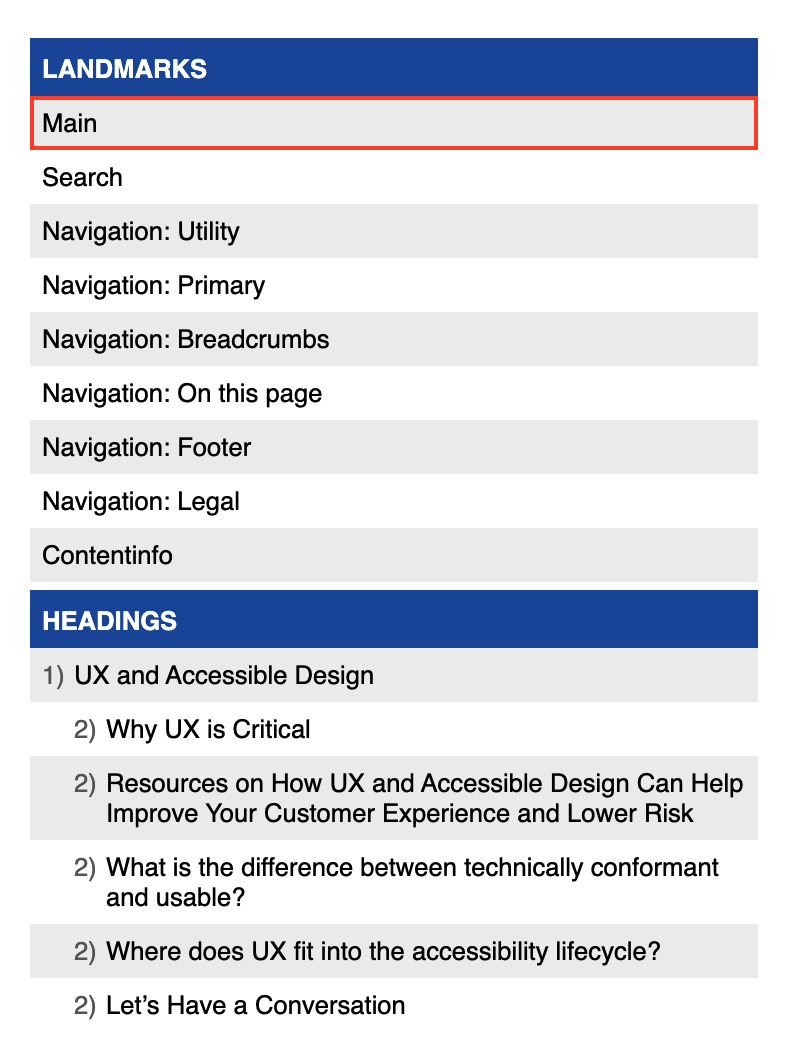 LANDMARKS
Main
Search
Navigation: Utility
Navigation: Primary
Navigation: Breadcrumbs
Navigation: On this page
Navigation: Footer
Navigation: Legal
Contentinfo
HEADINGS
1) UX and Accessible Design
2) Why UX is Critical
2) Resources on How UX and Accessible Design Can Help
Improve Your Customer Experience and Lower Risk
2) What is the difference between technically conformant
and usable?
2) Where does UX fit into the accessibility lifecycle?
2) Let’s Have a Conversation